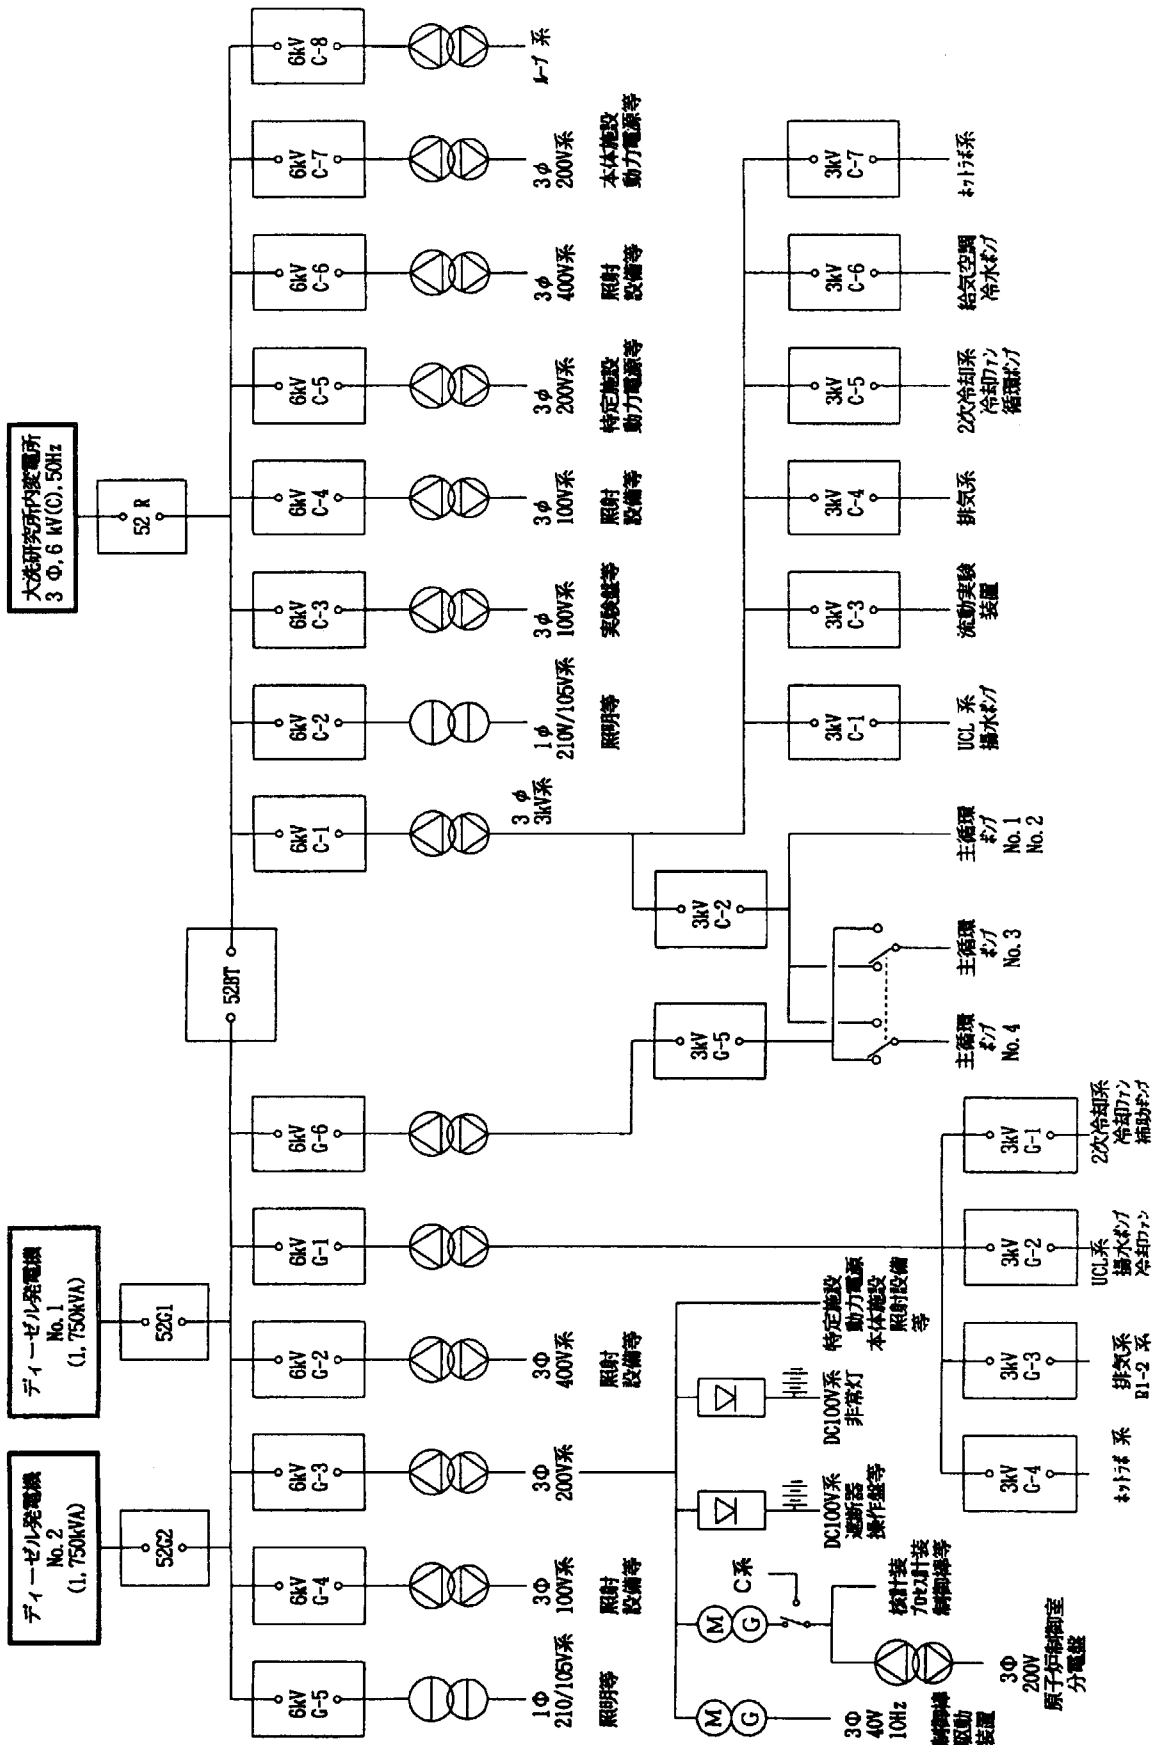 大洗研究所内変電所
3 Φ, 6 kV(C), 50Hz
ディーゼル発電機
No.1
(1,750kVA)
ディーゼル発電機
No.2
(1,750kVA)
52 R
52G1
52G2
52BT
6kV
G-5
6kV
G-4
6kV
G-3
6kV
G-2
6kV
G-1
6kV
G-6
6kV
C-1
6kV
C-2
6kV
C-3
6kV
C-4
6kV
C-5
6kV
C-6
6kV
C-7
6kV
C-8
1Φ
210/105V系
照明等
3Φ
100V系
照射
設備等
3Φ
200V系
3Φ
400V系
照射
設備等
3 φ
3kV系
1φ
210V/105V系
照明等
3φ
100V系
実験盤等
3φ
100V系
照射
設備等
3φ
200V系
特定施設
動力電源等
3φ
400V系
照射
設備等
3φ
200V系
本体施設
動力電源等
ループ系
3kV
G-5
3kV
C-2
主循環
ポンプ
No.4
主循環
ポンプ
No.3
主循環
ポンプ
No.1
No.2
3kV
C-1
UCL 系
揚水ポンプ
3kV
C-3
流動実験
装置
3kV
C-4
排気系
3kV
C-5
2次冷却系
冷却ファン
循環ポンプ
3kV
C-6
給気空調
冷水ポンプ
3kV
C-7
ホットラボ系
M
G
3Φ
40V
10Hz
制御棒
駆動
装置
M
G
C系
核計装
プロセス計装
制御棒等
3Φ
200V
原子炉制御室
分電盤
DC100V系
遮断器
操作盤等
DC100V系
非常灯
特定施設
動力電源
本体施設
照射設備
等
3kV
G-4
ホットラボ 系
3kV
G-3
排気系
B1-2 系
3kV
G-2
UCL系
揚水ポンプ
冷却ファン
3kV
G-1
2次冷却系
冷却ファン
補助ポンプ